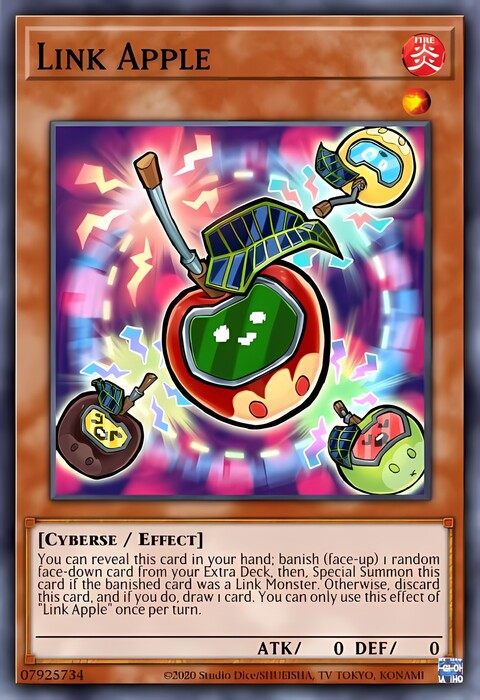 LINK APPLE
FIRE
炎
[CYBERSE / EFFECT]
You can reveal this card in your hand; banish (face-up) 1 random
face-down card from your Extra Deck, then, Special Summon this
card if the banished card was a Link Monster. Otherwise, discard
this card, and if you do, draw 1 card. You can only use this effect of
"Link Apple" once per turn.
ATK/ 0 DEF/ 0
07925734
©2020 Studio Dice/SHUEISHA, TV TOKYO, KONAMI